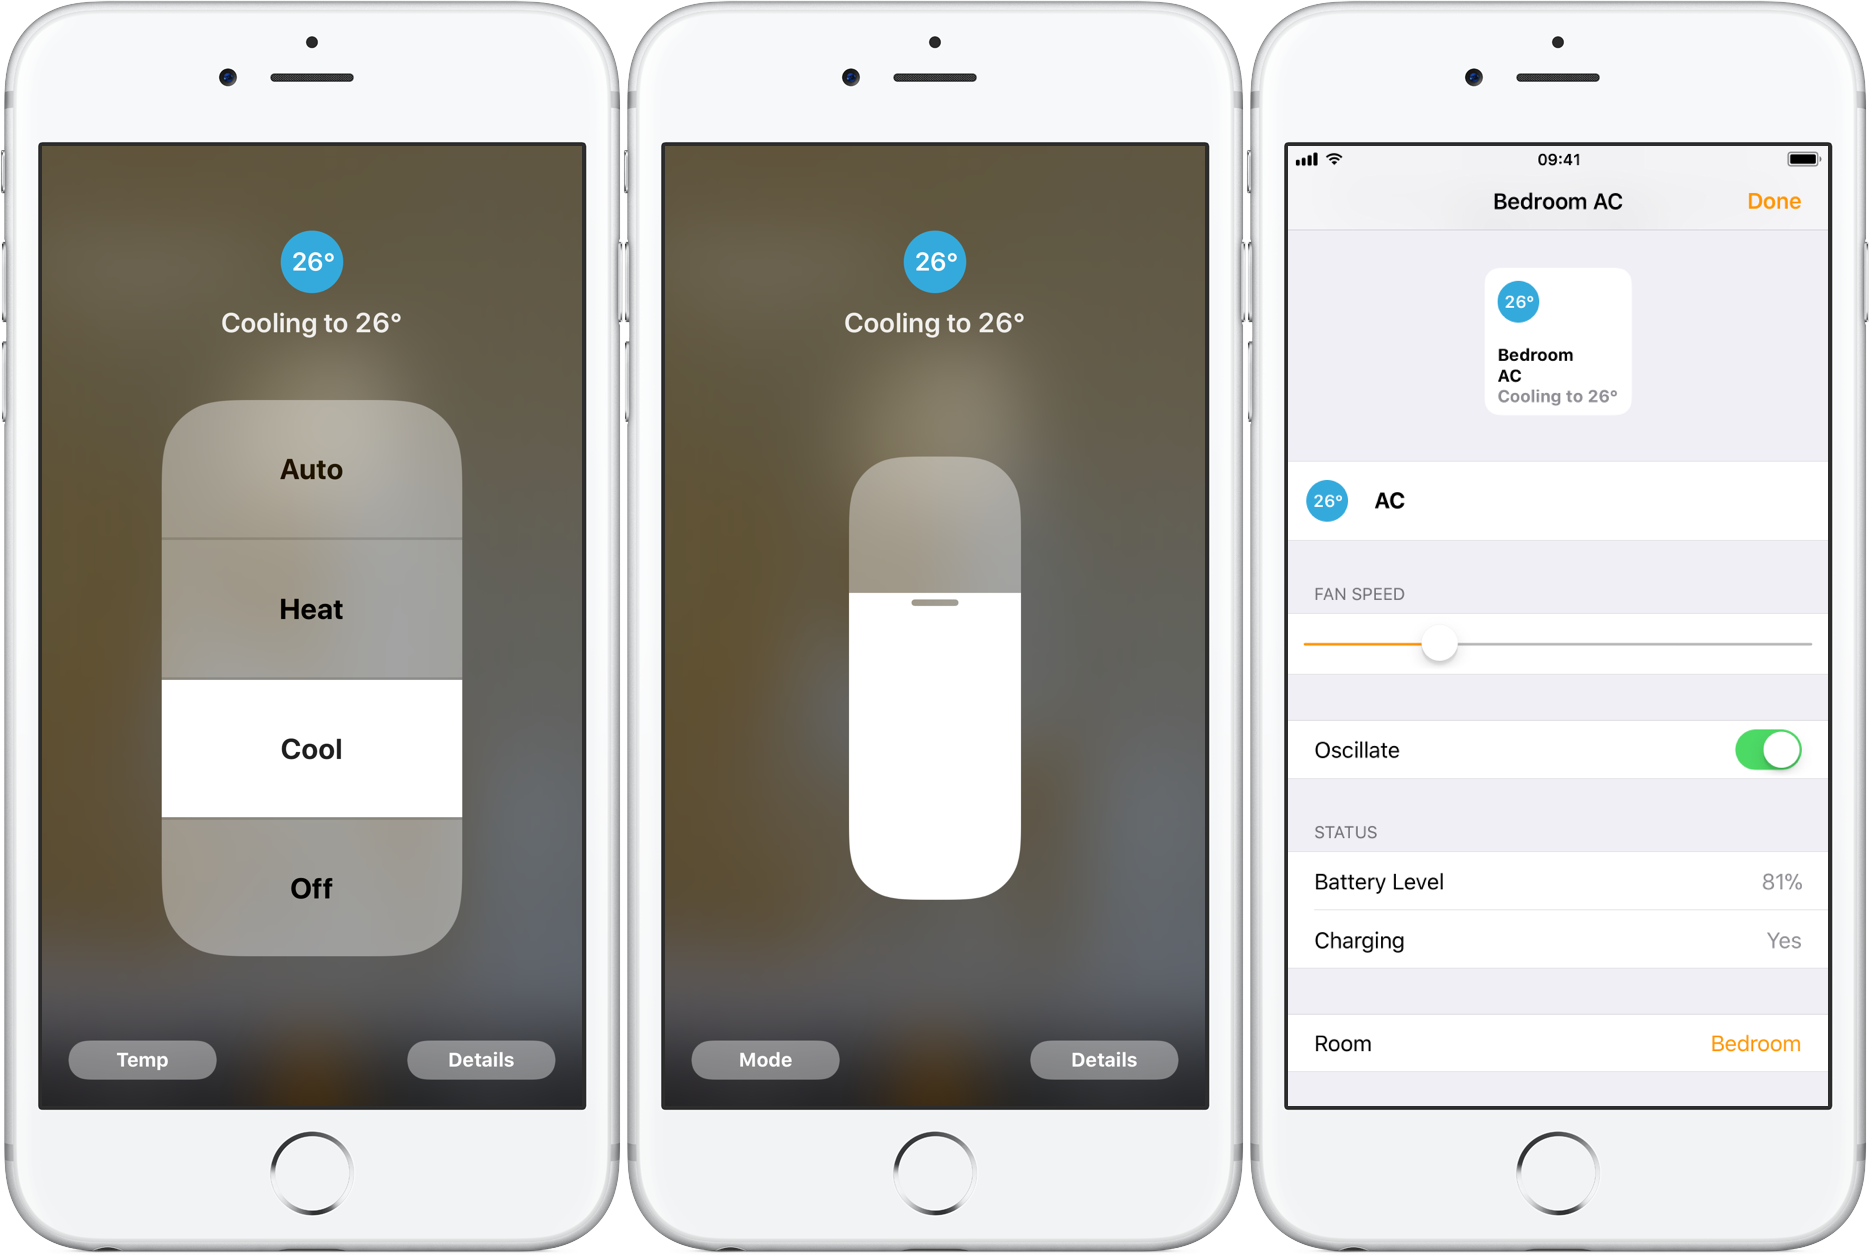 26°
Cooling to 26°
Auto
Heat
Cool
Off
Temp
Details
26°
Cooling to 26°
Mode
Details
09:41
Bedroom AC
Done
26°
Bedroom
AC
Cooling to 26°
26°
AC
FAN SPEED
Oscillate
STATUS
Battery Level
81%
Charging
Yes
Room
Bedroom